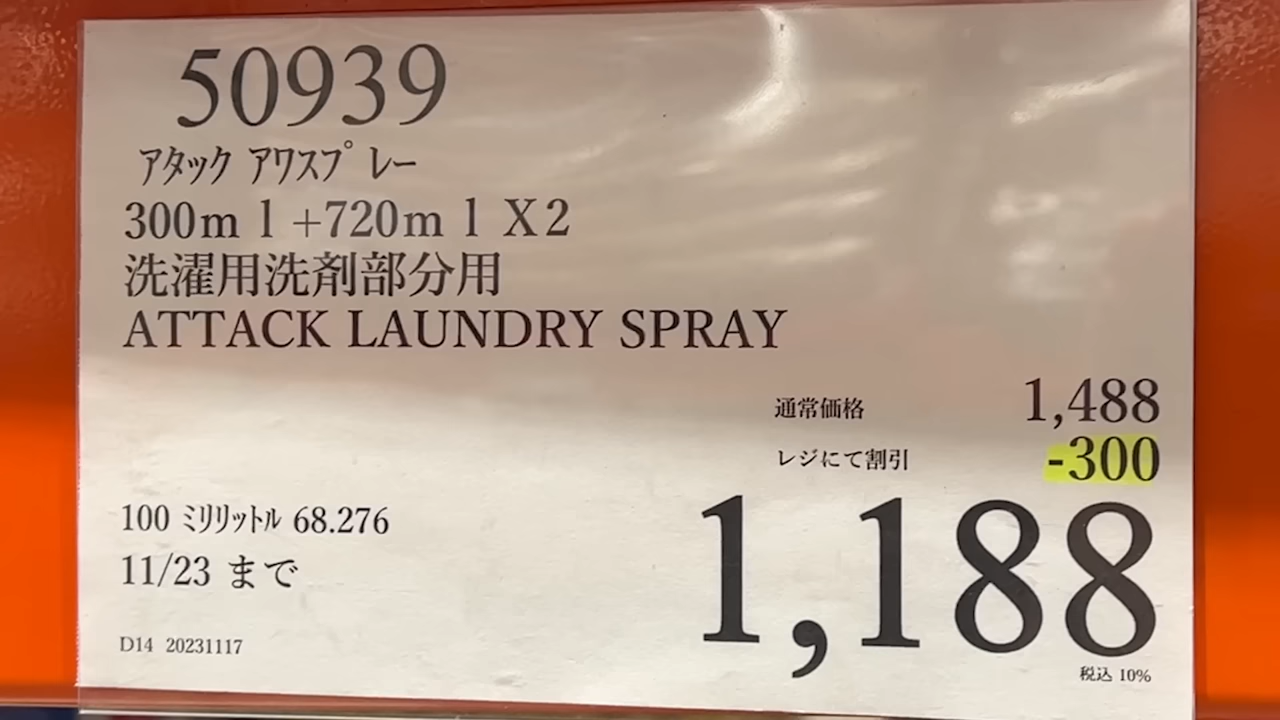 50939
ｱﾀｯｸ ｱﾜｽﾌﾟﾚｰ
300ｍｌ+720ｍｌX2
洗濯用洗剤部分用
ATTACK LAUNDRY SPRAY
通常価格 1,488
レジにて割引 -300
1,188
100 ﾐﾘﾘｯﾄﾙ 68.276
11/23 まで
D14 20231117
税込 10%